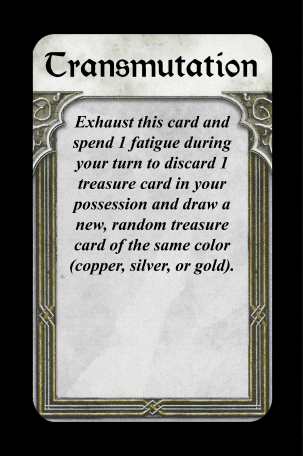 Transmutation
Exhaust this card and
spend 1 fatigue during
your turn to discard 1
treasure card in your
possession and draw a
new, random treasure
card of the same color
(copper, silver, or gold).